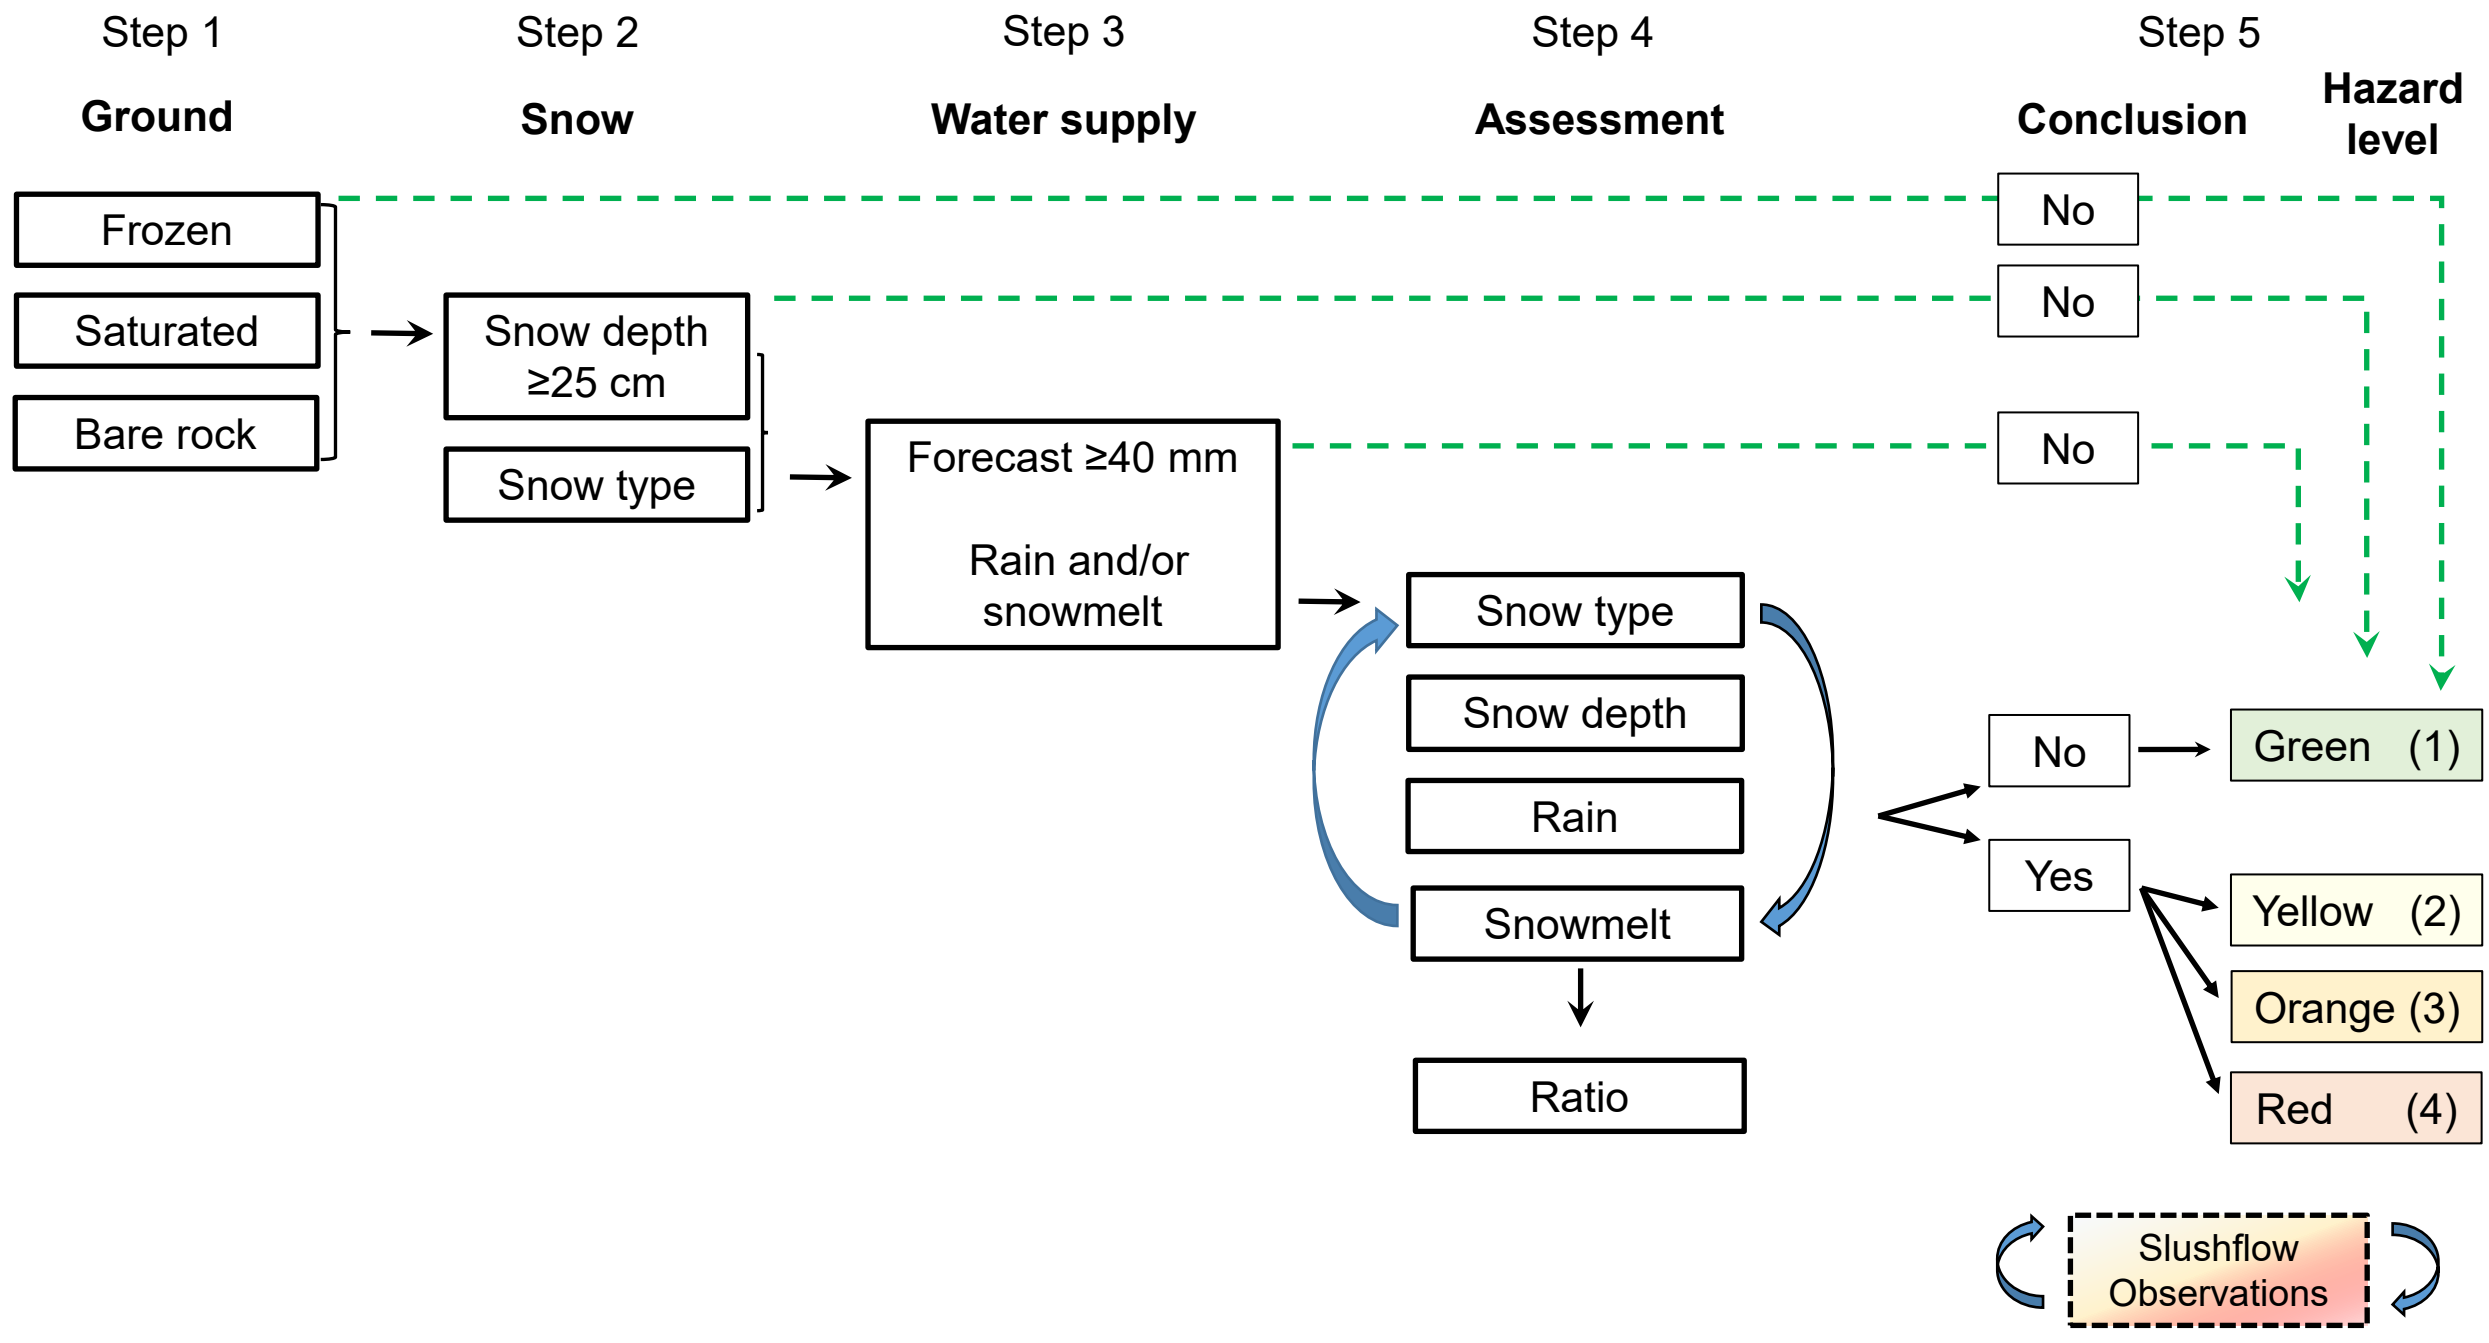 Step 1
Step 2
Step 3
Step 4
Step 5
Ground
Snow
Water supply
Assessment
Conclusion
Hazard
level
Frozen
Saturated
Bare rock
Snow depth
≥25 cm
Snow type
Forecast ≥40 mm
Rain and/or
snowmelt
Snow type
Snow depth
Rain
Snowmelt
Ratio
No
No
No
No
Yes
Green (1)
Yellow (2)
Orange (3)
Red (4)
Slushflow
Observations